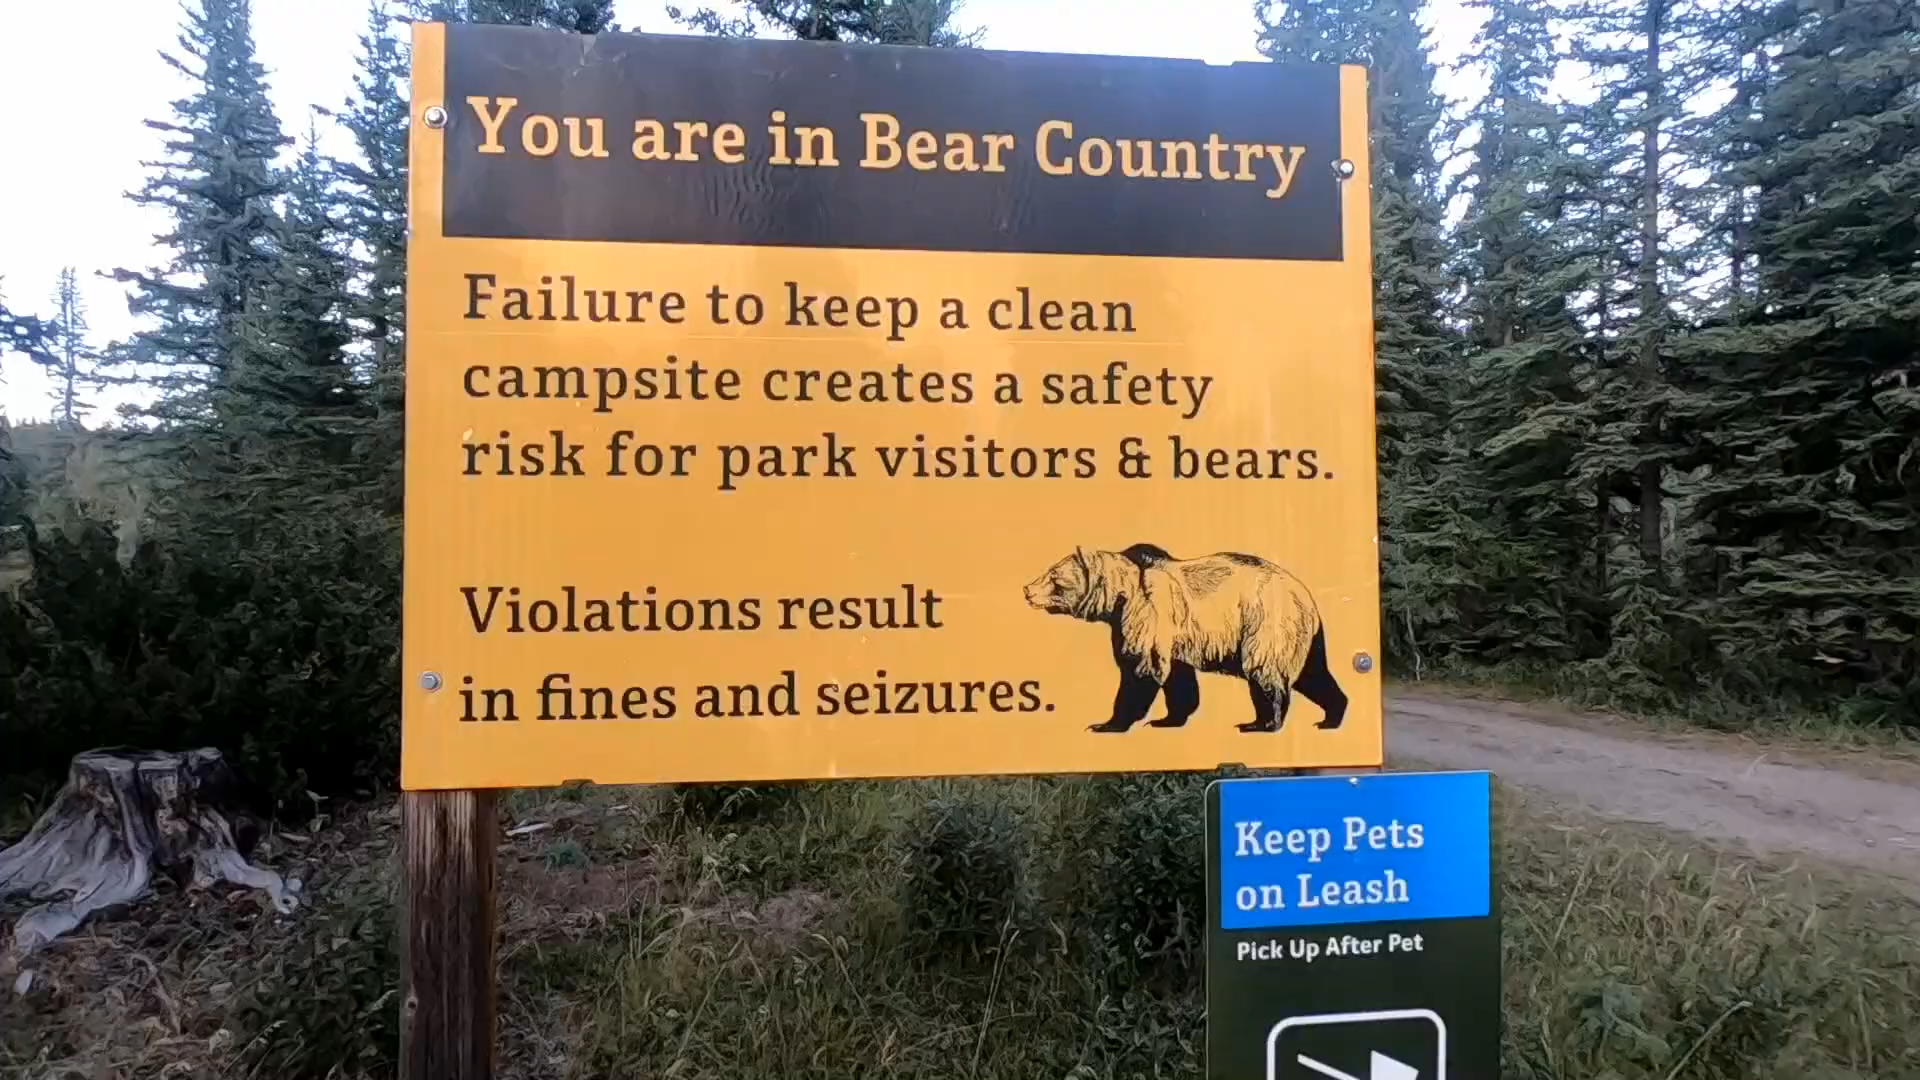 You are in Bear Country
Failure to keep a clean
campsite creates a safety
risk for park visitors & bears.
Violations result
in fines and seizures.
Keep Pets
on Leash
Pick Up After Pet